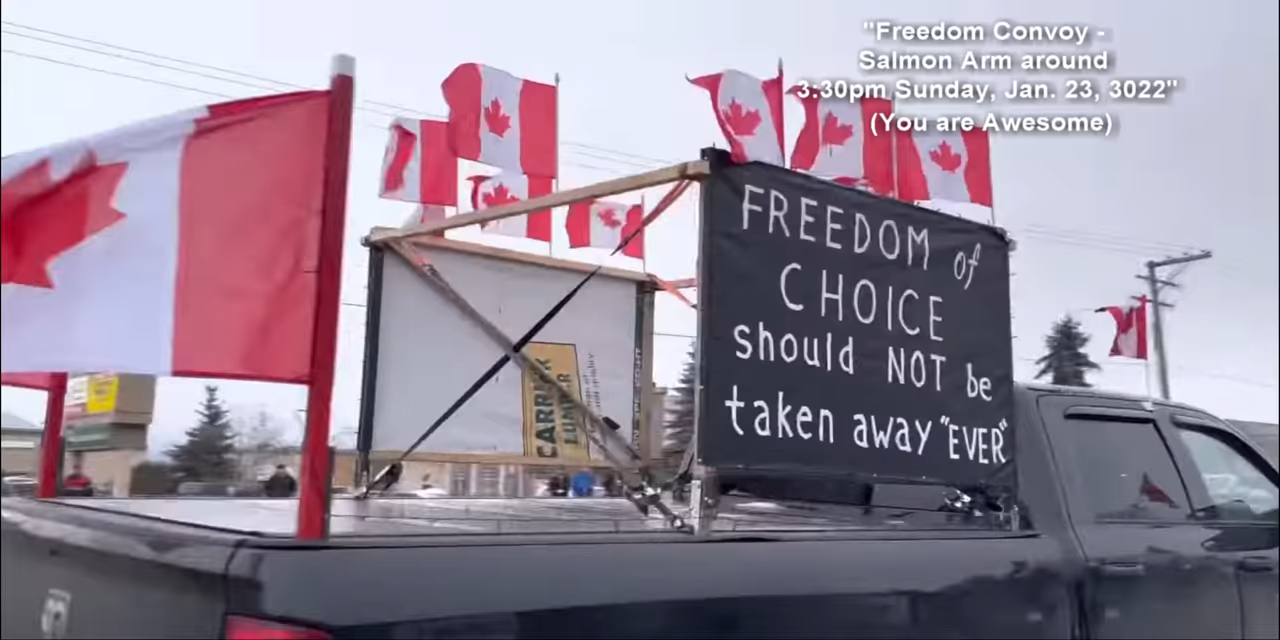 "Freedom Convoy -
Salmon Arm around
3:30pm Sunday, Jan. 23, 3022"
(You are Awesome)
FREEDOM of
CHOICE
should NOT be
taken away "EVER"
LUMBER